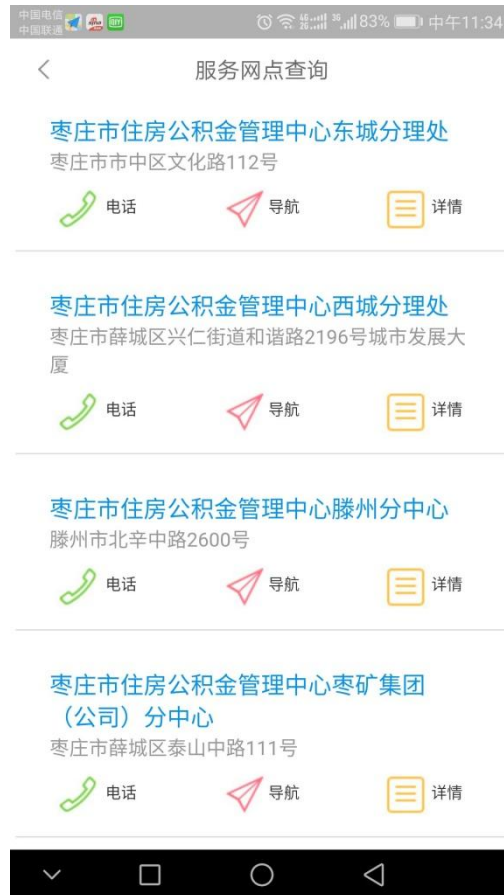 中国电信
中国联通
83% 中午11:34
服务网点查询
枣庄市住房公积金管理中心东城分理处
枣庄市市中区文化路112号
电话 导航 详情
枣庄市住房公积金管理中心西城分理处
枣庄市薛城区兴仁街道和谐路2196号城市发展大
厦
电话 导航 详情
枣庄市住房公积金管理中心滕州分中心
滕州市北辛中路2600号
电话 导航 详情
枣庄市住房公积金管理中心枣矿集团
（公司）分中心
枣庄市薛城区泰山中路111号
电话 导航 详情